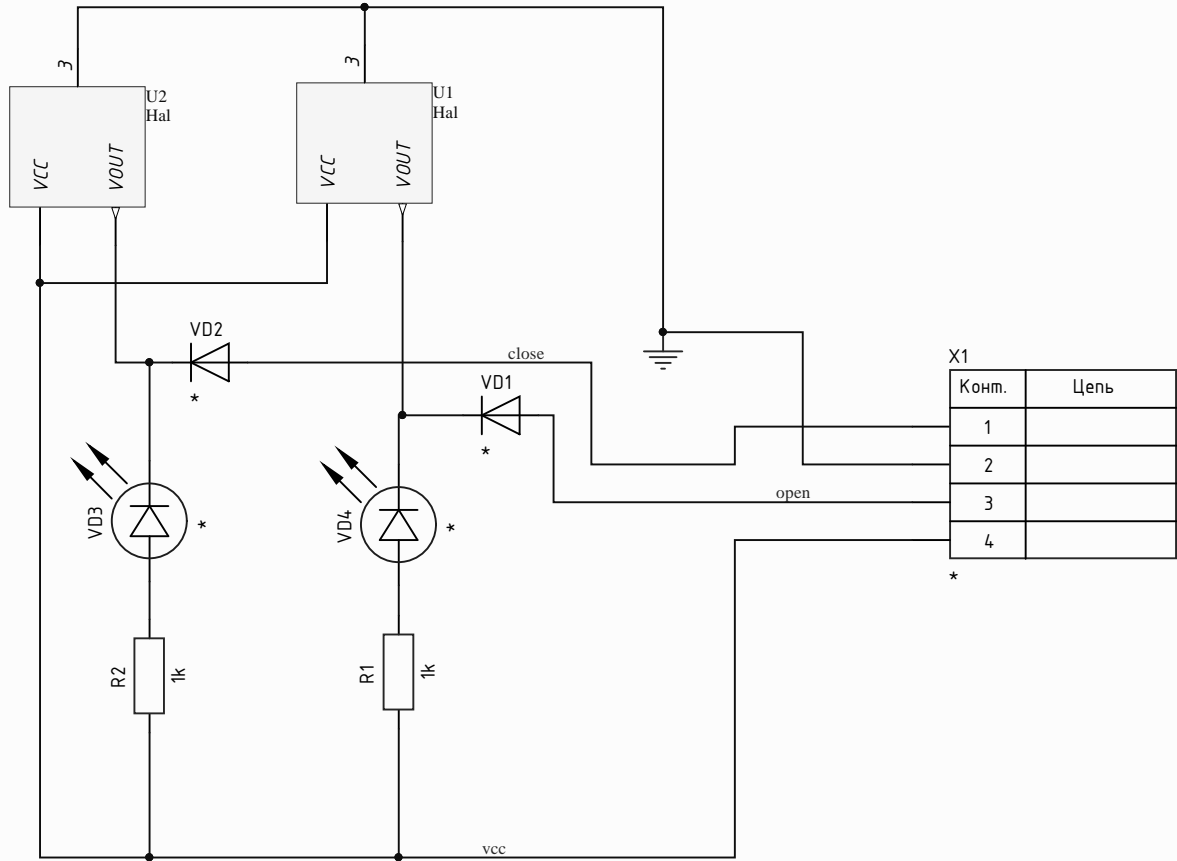 3
3
U2
Hal
U1
Hal
VCC
VOUT
VCC
VOUT
VD2
*
close
VD1
*
open
X1
Конт.
Цепь
1
2
3
4
*
VD3
*
VD4
*
R2
1k
R1
1k
vcc